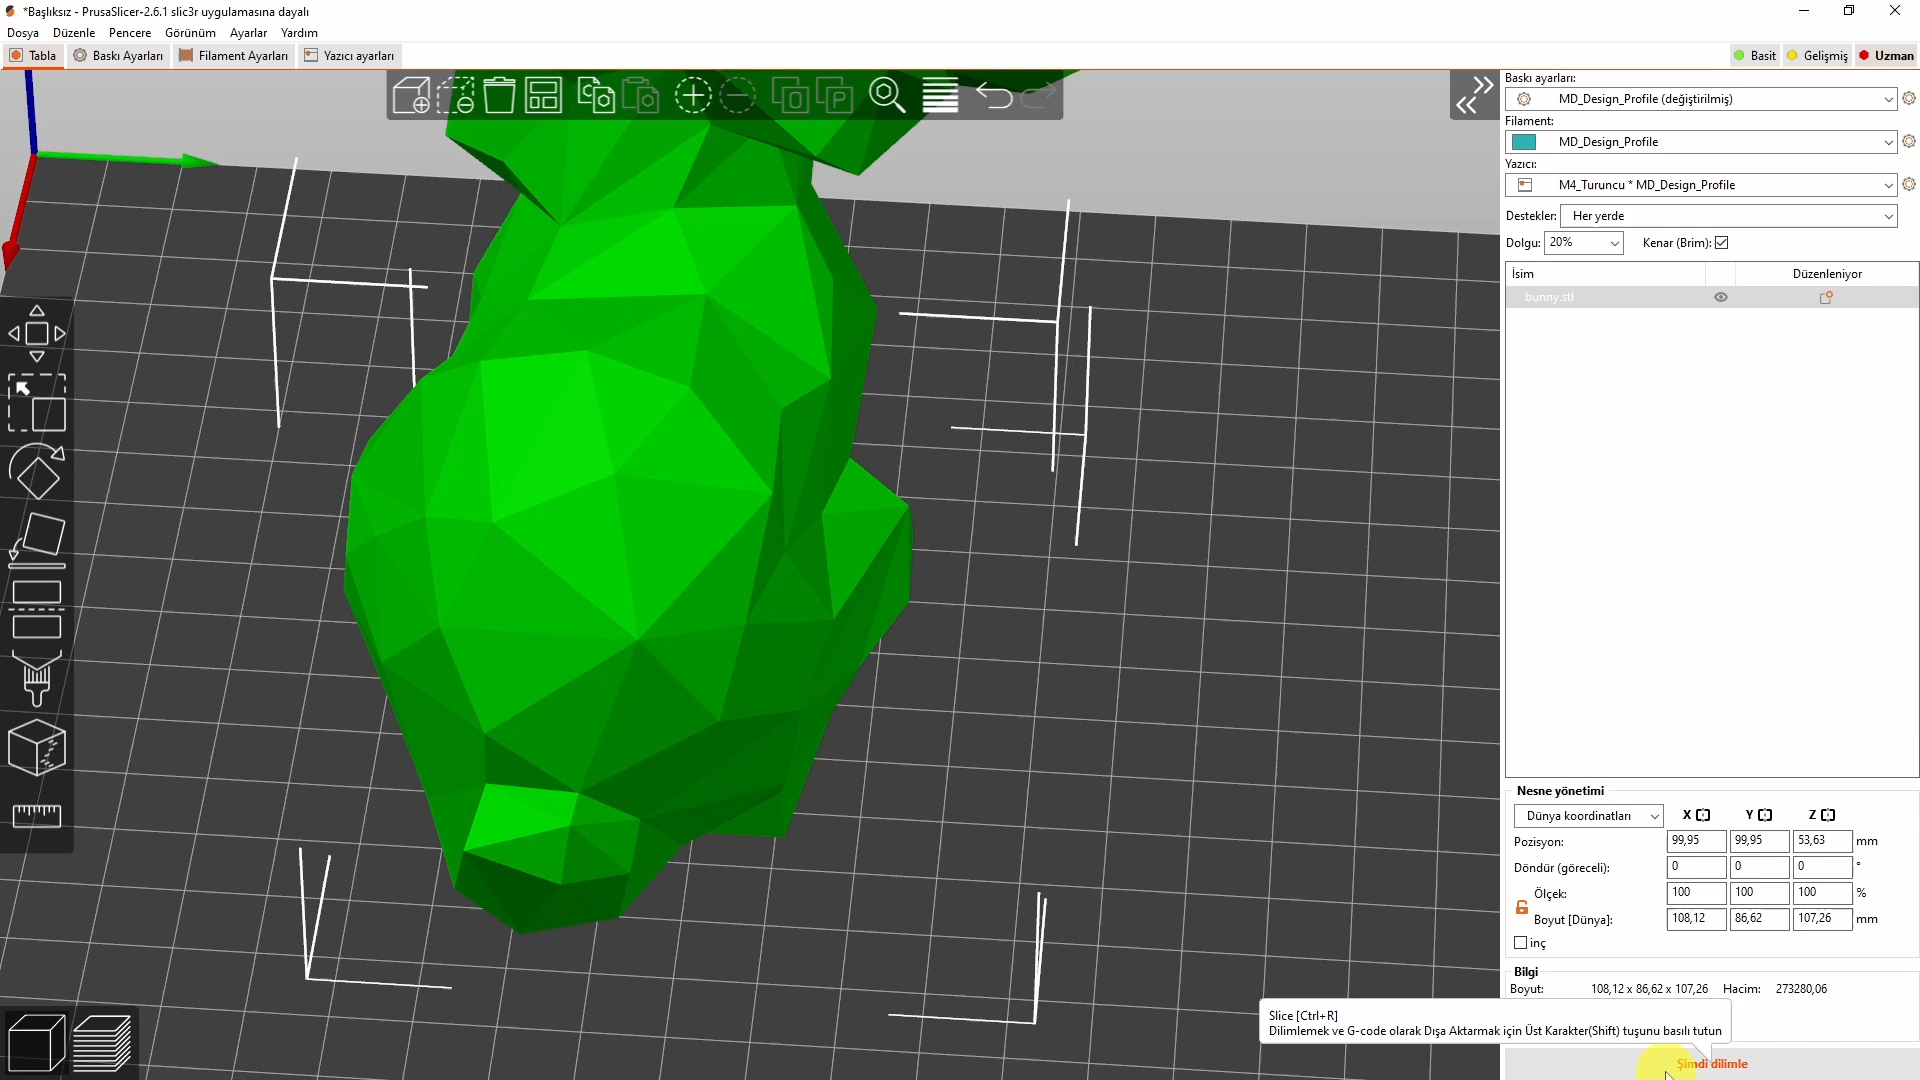 *Başlıksız - PrusaSlicer-2.6.1 slic3r uygulamasına dayalı
Dosya Düzenle Pencere Görünüm Ayarlar Yardım
Tabla Baskı Ayarları Filament Ayarları Yazıcı ayarları Basit Gelişmiş Uzman
Baskı ayarları:
MD_Design_Profile (değiştirilmiş)
Filament:
MD_Design_Profile
Yazıcı:
M4_Turuncu * MD_Design_Profile
Destekler: Her yerde
Dolgu: 20% Kenar (Brim):
İsim Düzenleniyor
bunny.stl
Nesne yönetimi
Dünya koordinatları X Y Z
Pozisyon: 99,95 99,95 53,63 mm
Döndür (göreceli): 0 0 0 °
Ölçek: 100 100 100 %
Boyut [Dünya]: 108,12 86,62 107,26 mm
inç
Bilgi
Boyut: 108,12 x 86,62 x 107,26 Hacim: 273280,06
Slice [Ctrl+R]
Dilimlemek ve G-code olarak Dışa Aktarmak için Üst Karakter(Shift) tuşunu basılı tutun
Şimdi dilimle